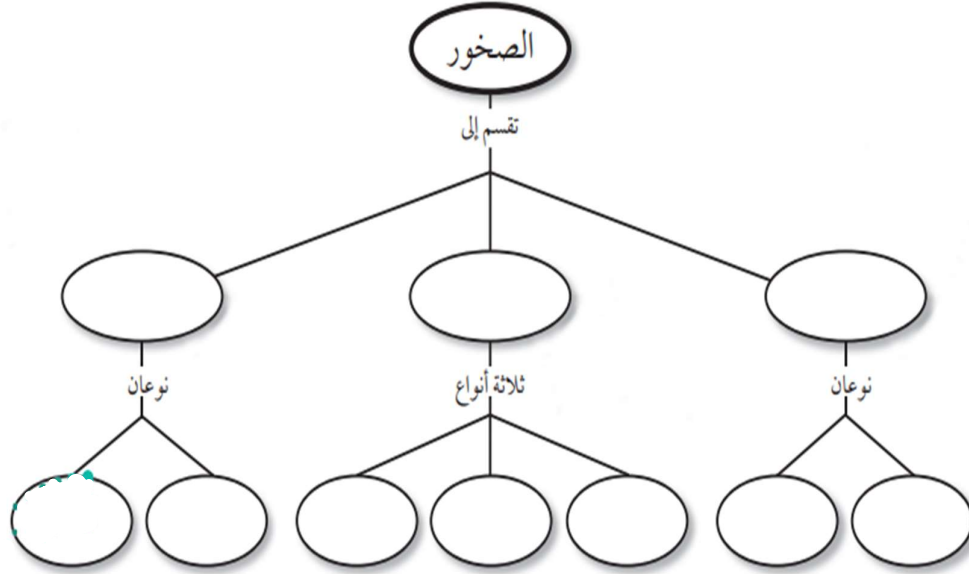 الصخور
تقسم إلى
نوعان
ثلاثة أنواع
نوعان